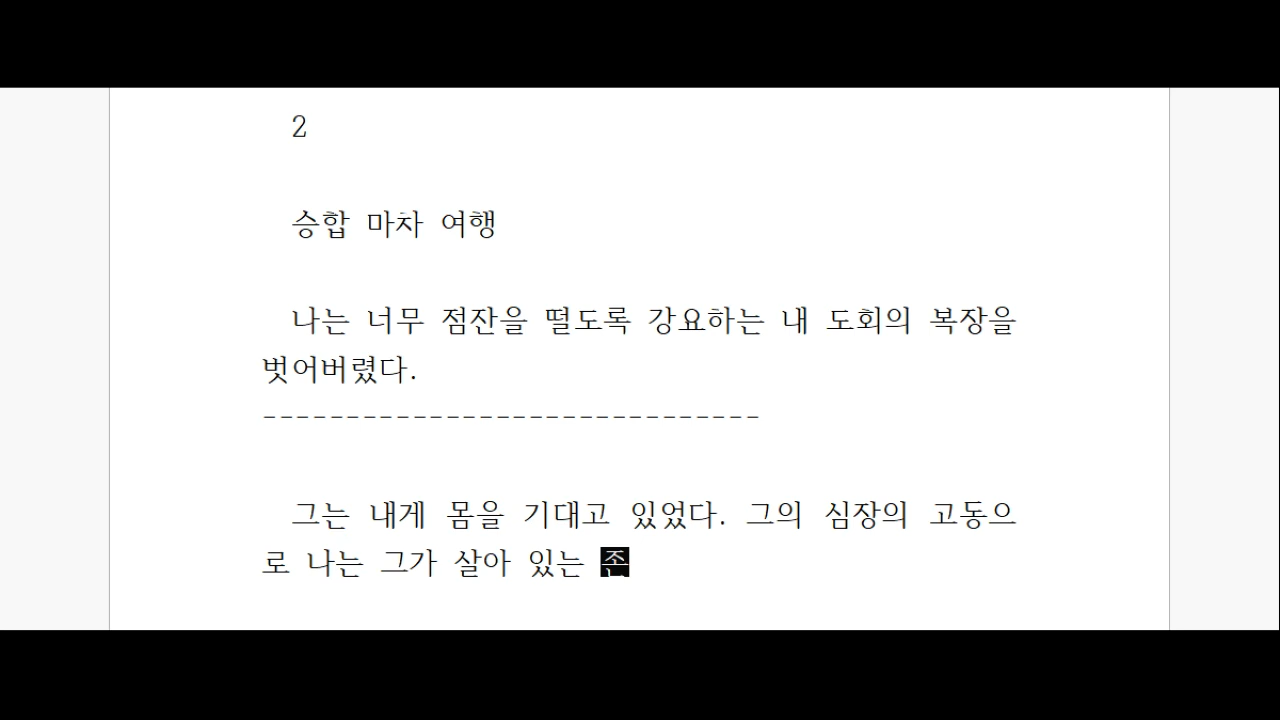 2
승합 마차 여행
나는 너무 점잔을 떨도록 강요하는 내 도회의 복장을
벗어버렸다.
------------------------------
그는 내게 몸을 기대고 있었다. 그의 심장의 고동으
로 나는 그가 살아 있는 존